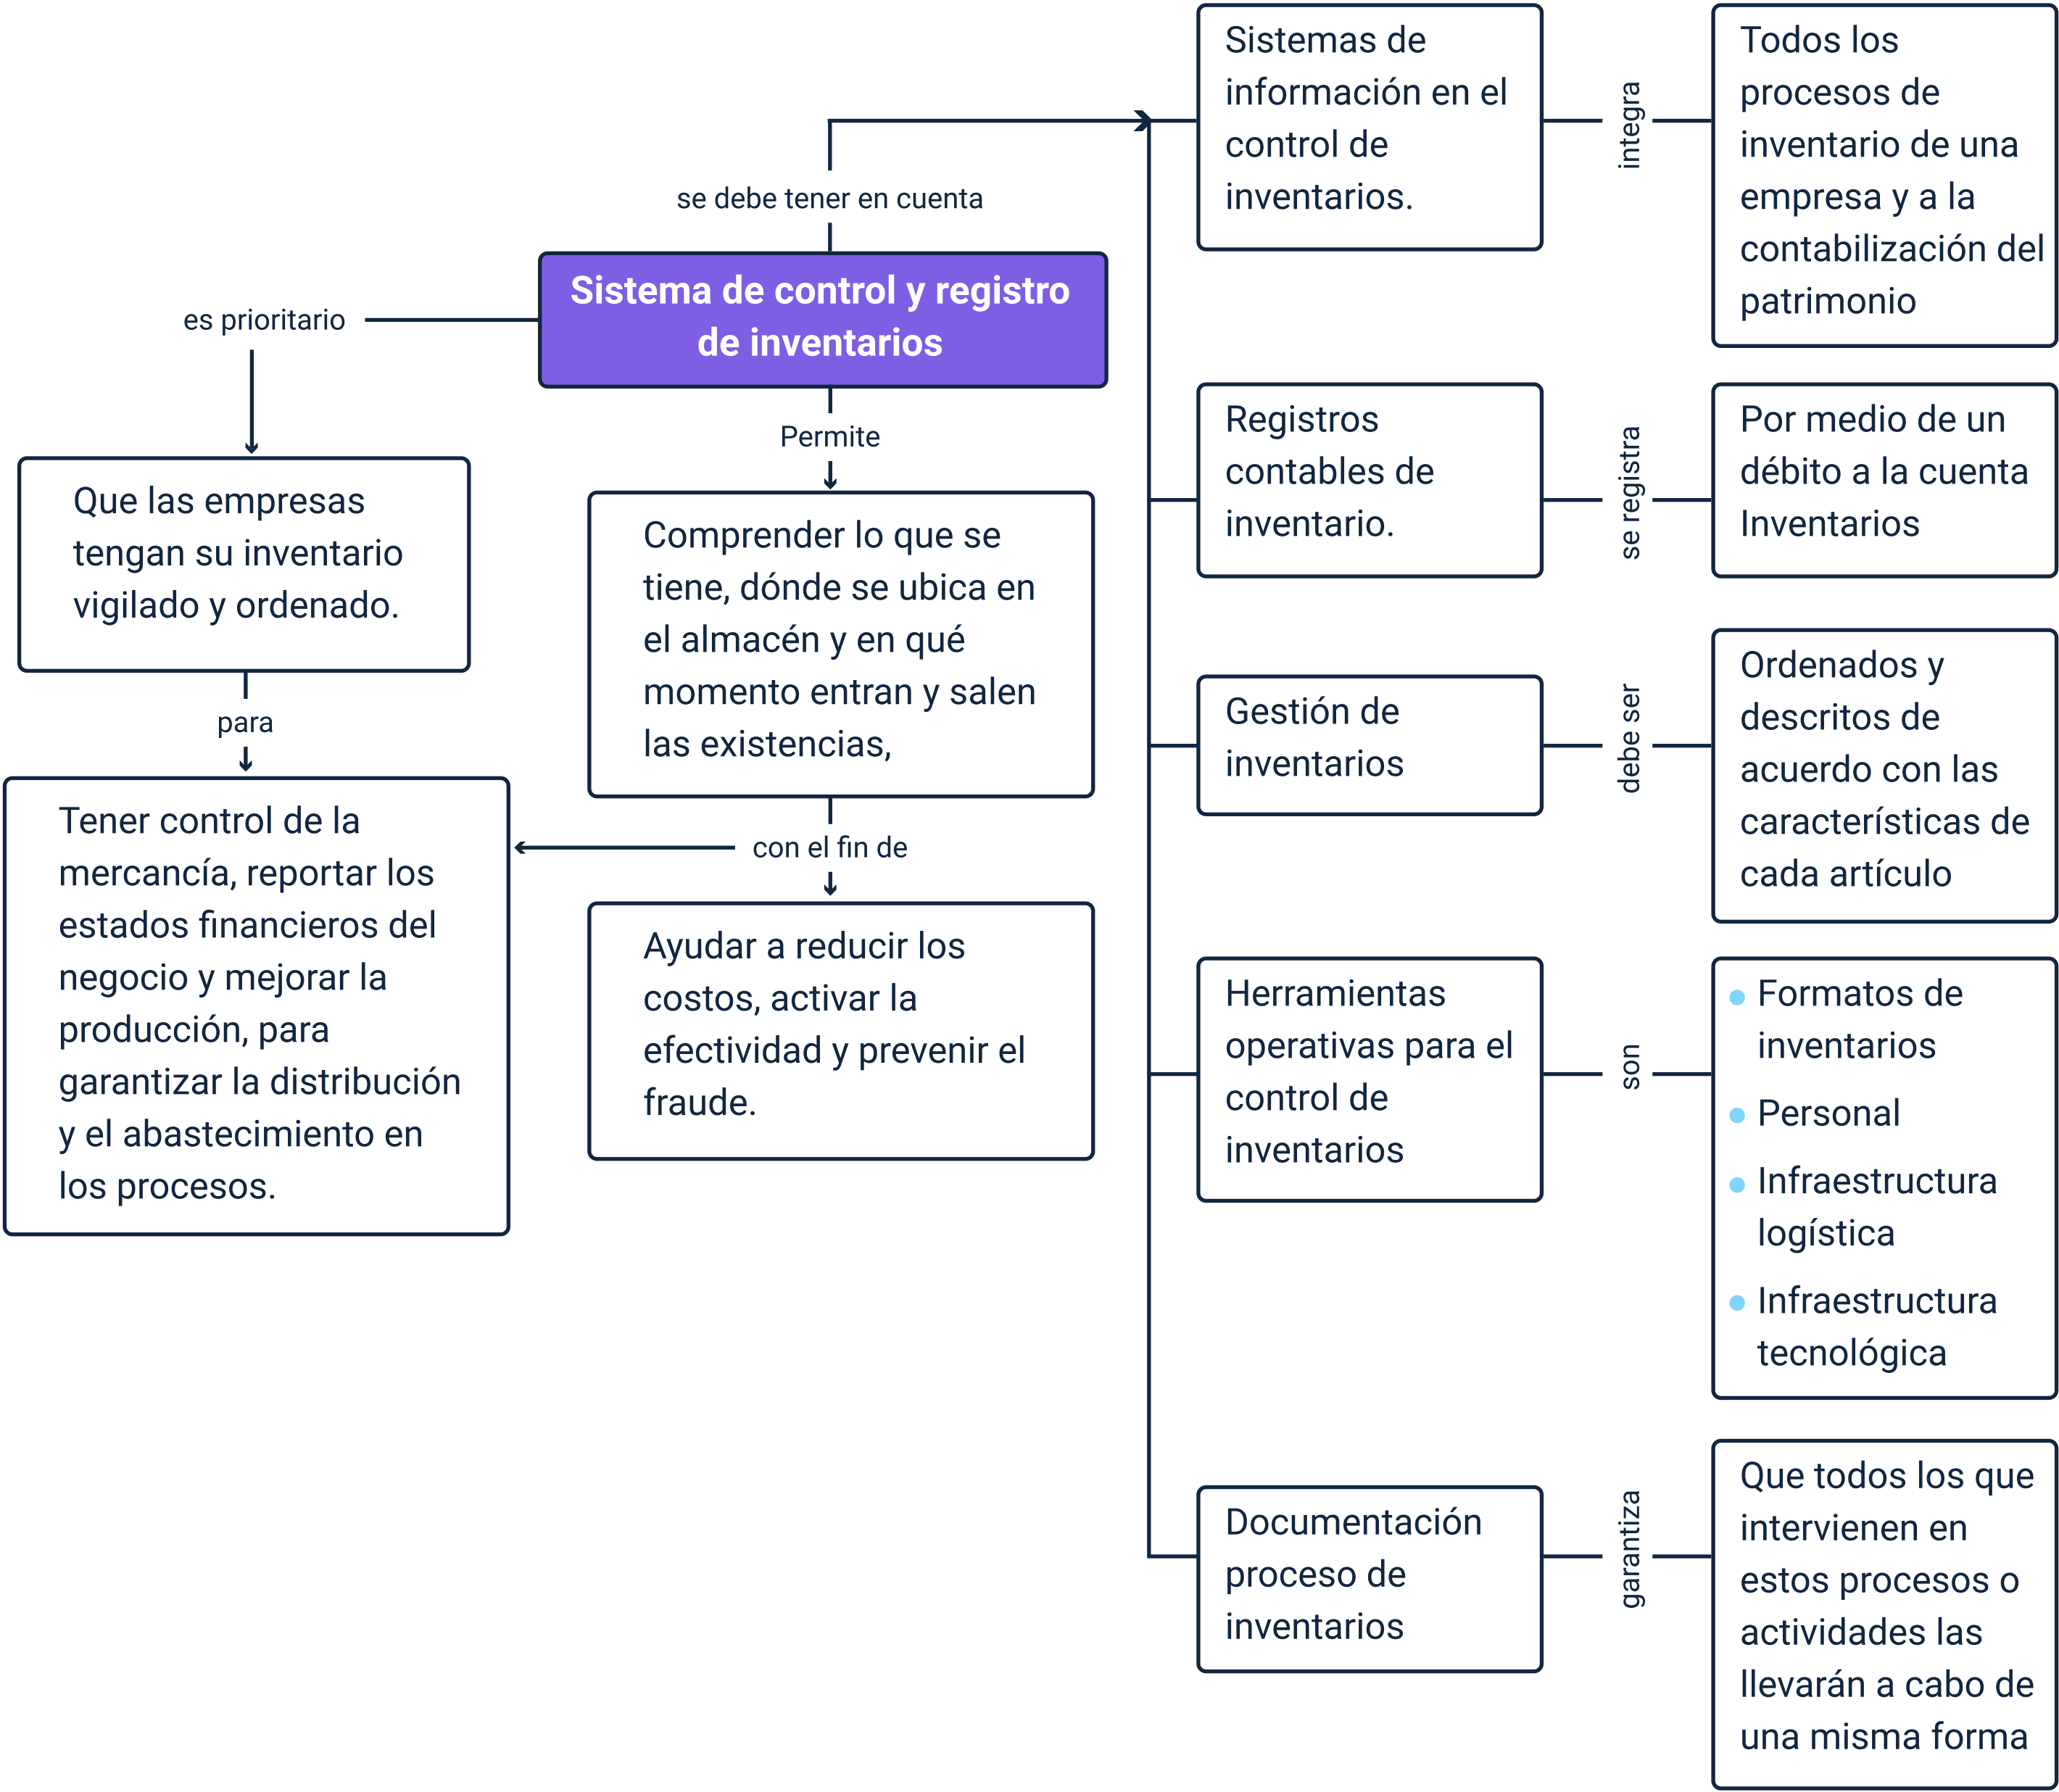 se debe tener en cuenta
Sistema de control y registro
de inventarios
es prioritario
Que las empresas
tengan su inventario
vigilado y ordenado.
para
Tener control de la
mercancía, reportar los
estados financieros del
negocio y mejorar la
producción, para
garantizar la distribución
y el abastecimiento en
los procesos.
Permite
Comprender lo que se
tiene, dónde se ubica en
el almacén y en qué
momento entran y salen
las existencias,
con el fin de
Ayudar a reducir los
costos, activar la
efectividad y prevenir el
fraude.
Sistemas de
información en el
control de
inventarios.
integra
Todos los
procesos de
inventario de una
empresa y a la
contabilización del
patrimonio
Registros
contables de
inventario.
se registra
Por medio de un
débito a la cuenta
Inventarios
Gestión de
inventarios
debe ser
Ordenados y
descritos de
acuerdo con las
características de
cada artículo
Herramientas
operativas para el
control de
inventarios
son
Formatos de
inventarios
Personal
Infraestructura
logística
Infraestructura
tecnológica
Documentación
proceso de
inventarios
garantiza
Que todos los que
intervienen en
estos procesos o
actividades las
llevarán a cabo de
una misma forma